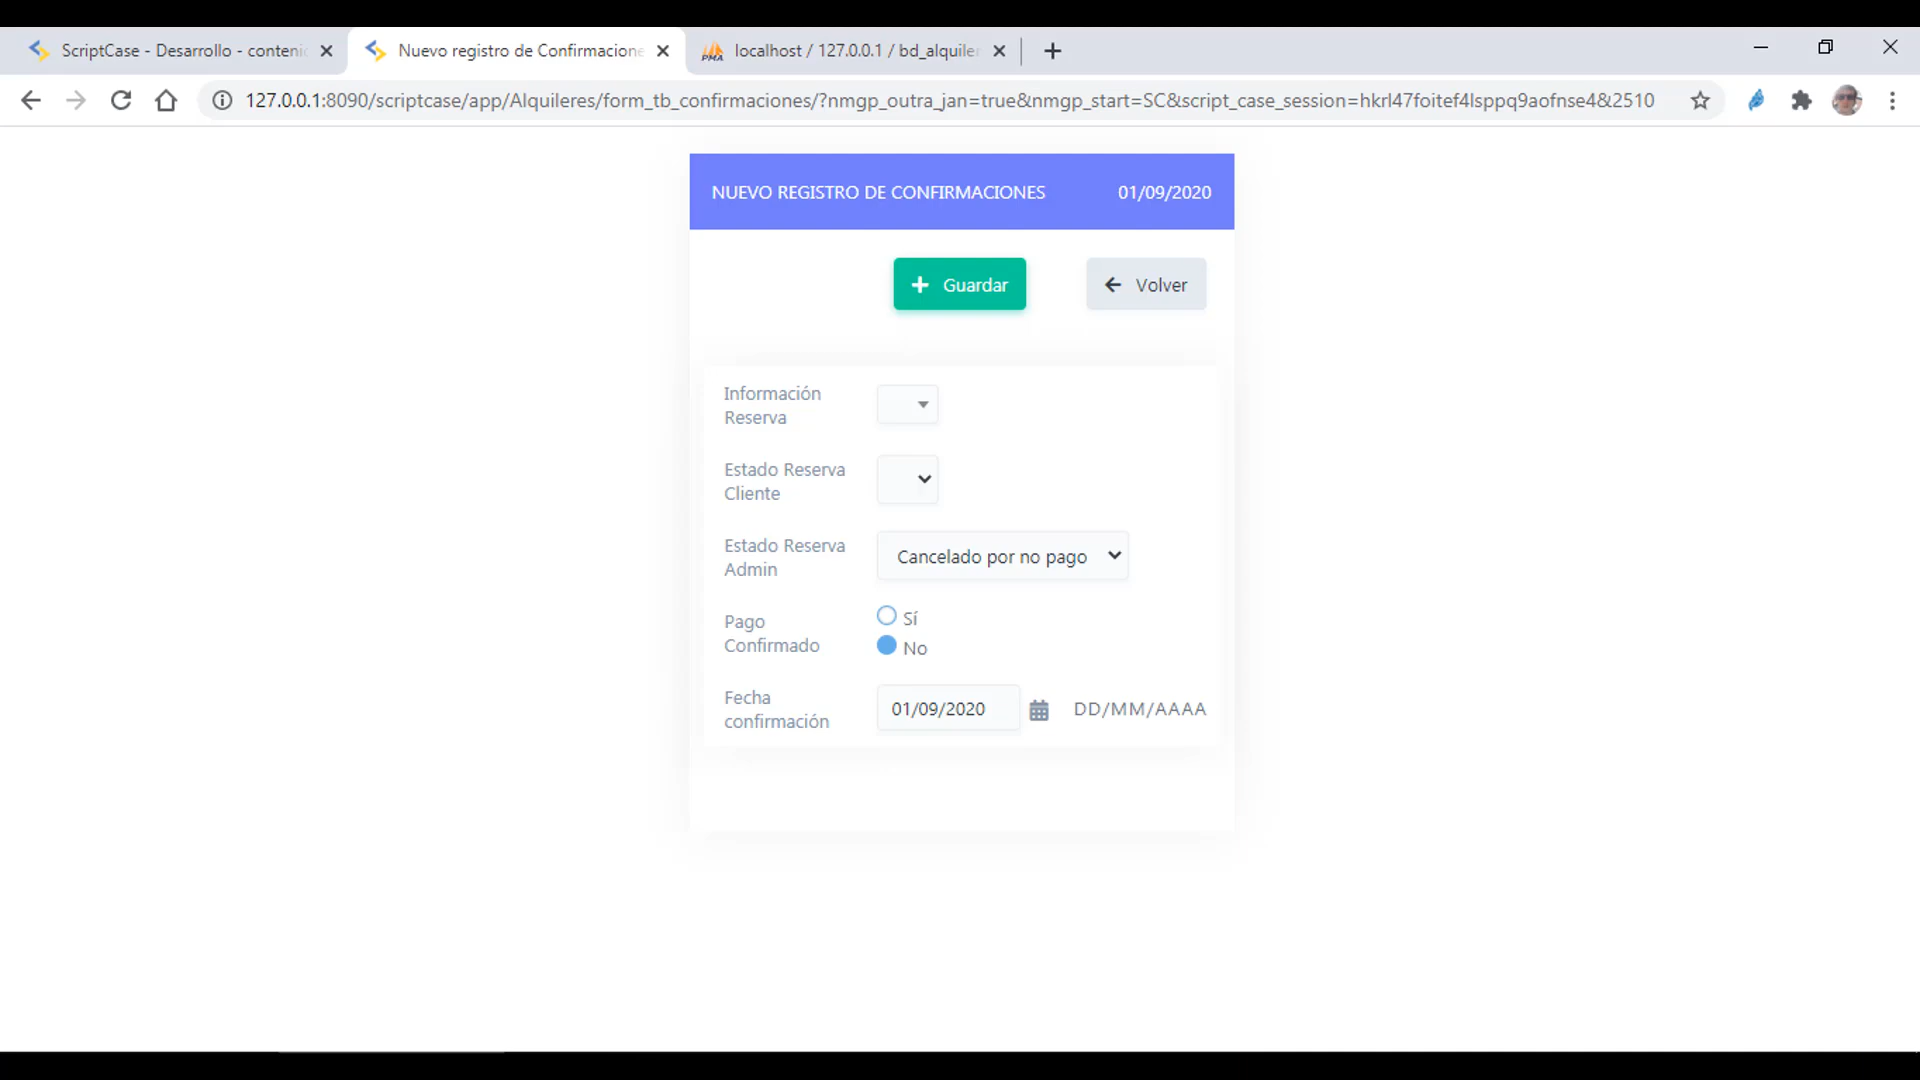 ScriptCase - Desarrollo - conteni
Nuevo registro de Confirmacione
localhost / 127.0.0.1 / bd_alquiler
127.0.0.1:8090/scriptcase/app/Alquileres/form_tb_confirmaciones/?nmgp_outra_jan=true&nmgp_start=SC&script_case_session=hkrl47foitef4lsppq9aofnse4&2510
NUEVO REGISTRO DE CONFIRMACIONES 01/09/2020
Guardar
Volver
Información
Reserva
Estado Reserva
Cliente
Estado Reserva
Admin
Cancelado por no pago
Pago
Confirmado
Sí
No
Fecha
confirmación
01/09/2020
DD/MM/AAAA